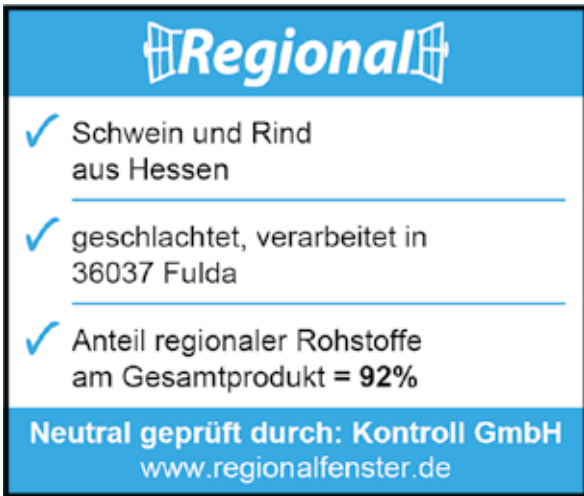 Regional
Schwein und Rind
aus Hessen
geschlachtet, verarbeitet in
36037 Fulda
Anteil regionaler Rohstoffe
am Gesamtprodukt = 92%
Neutral geprüft durch: Kontroll GmbH
www.regionalfenster.de